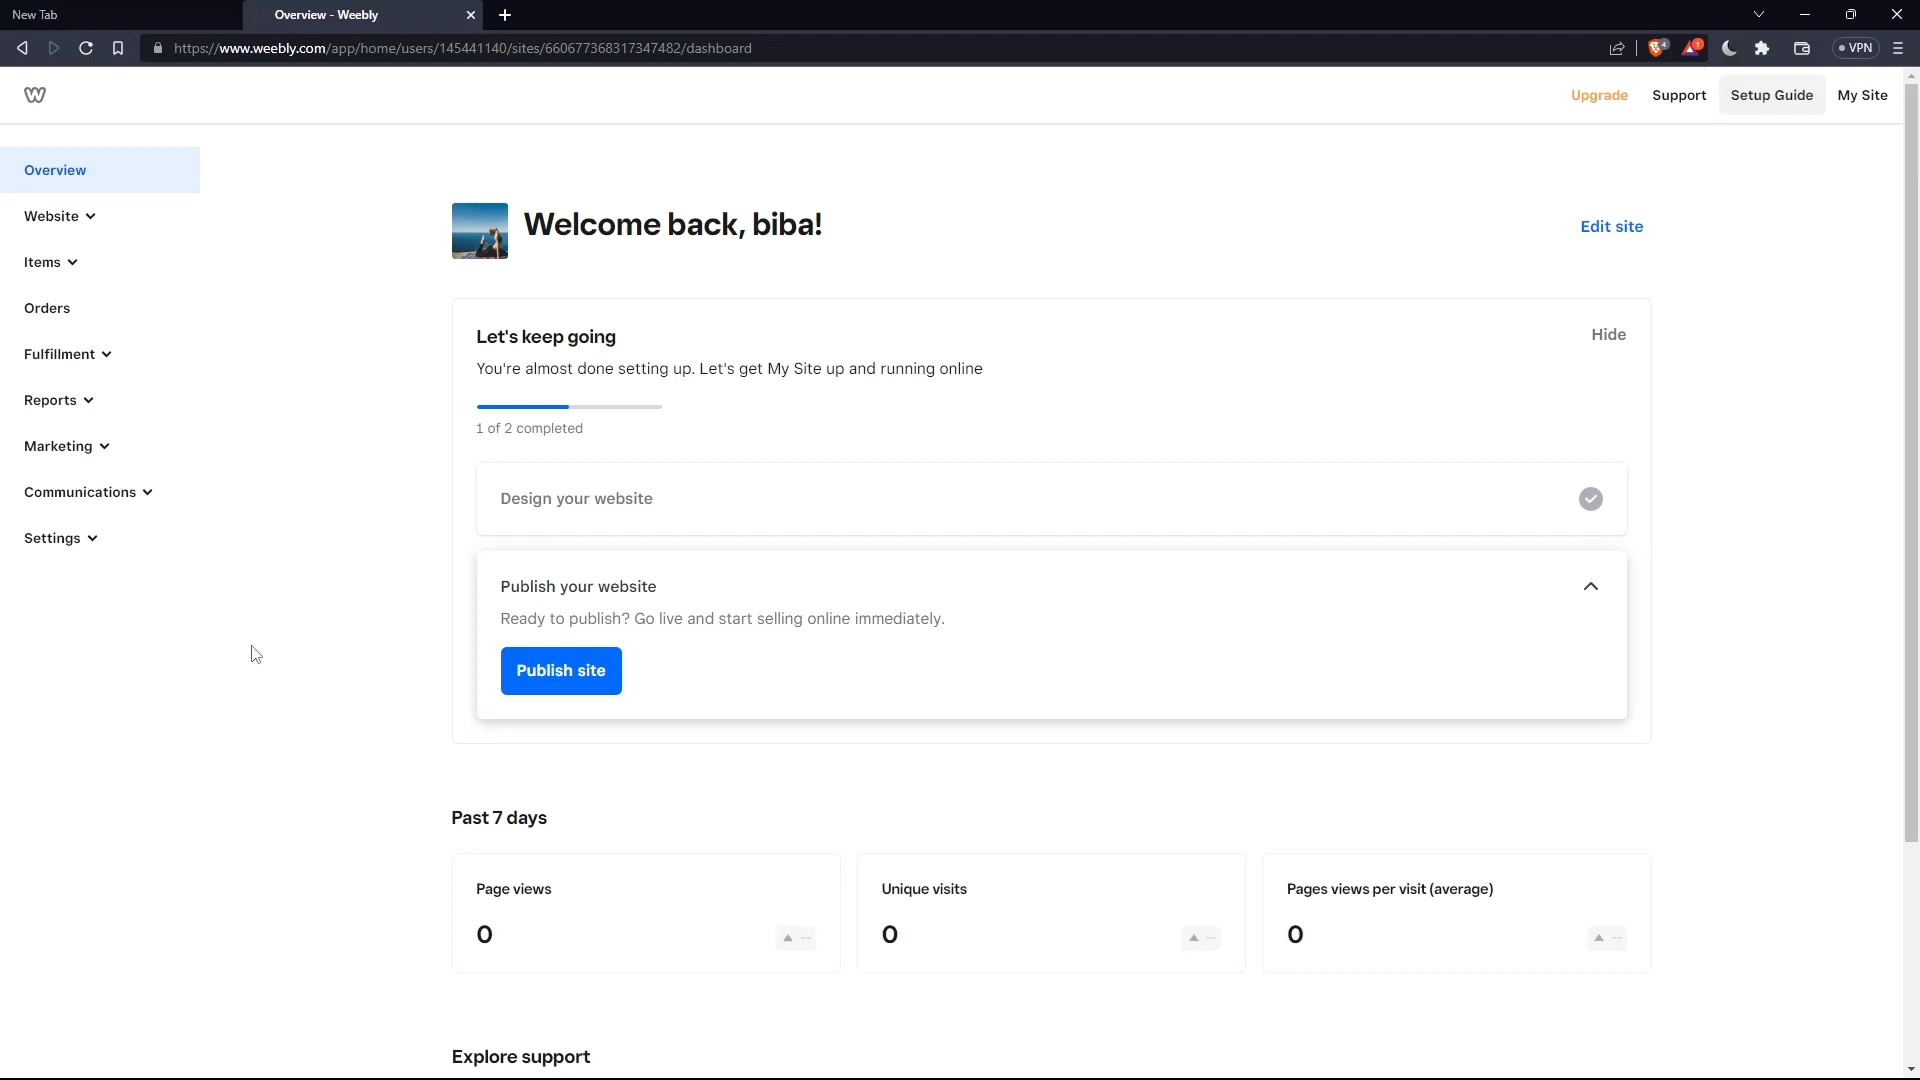 New Tab
Overview - Weebly
https://www.weebly.com/app/home/users/145441140/sites/660677368317347482/dashboard
4
1
VPN
Upgrade
Support
Setup Guide
My Site
Overview
Website
Items
Orders
Fulfillment
Reports
Marketing
Communications
Settings
Welcome back, biba!
Edit site
Let's keep going
Hide
You're almost done setting up. Let's get My Site up and running online
1 of 2 completed
Design your website
Publish your website
Ready to publish? Go live and start selling online immediately.
Publish site
Past 7 days
Page views
0
--
Unique visits
0
--
Pages views per visit (average)
0
--
Explore support